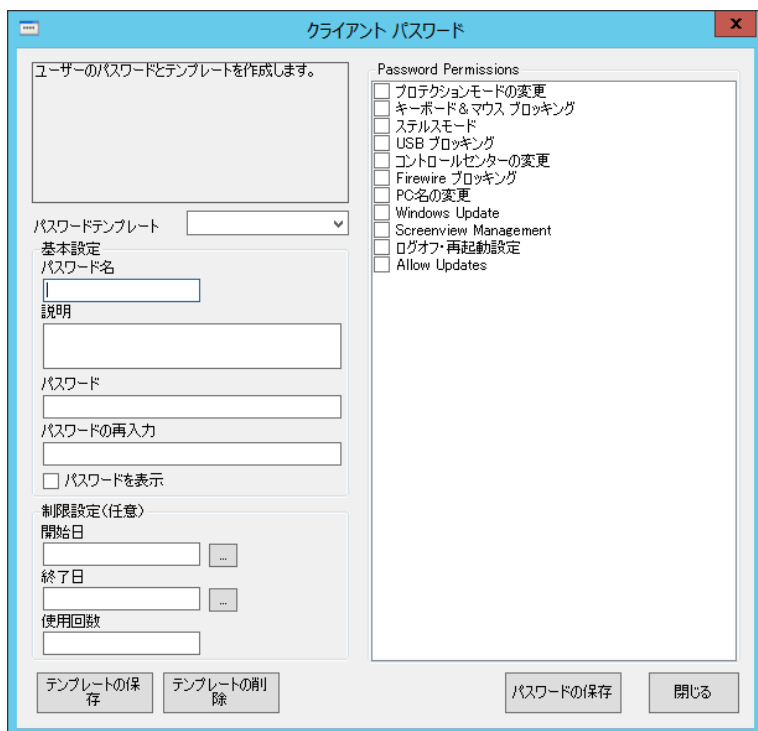 クライアント パスワード
x
ユーザーのパスワードとテンプレートを作成します。
パスワードテンプレート
基本設定
パスワード名
説明
パスワード
パスワードの再入力
パスワードを表示
制限設定(任意)
開始日
...
終了日
...
使用回数
テンプレートの保
存
テンプレートの削
除
Password Permissions
プロテクションモードの変更
キーボード&マウス ブロッキング
ステルスモード
USB ブロッキング
コントロールセンターの変更
Firewire ブロッキング
PC名の変更
Windows Update
Screenview Management
ログオフ・再起動設定
Allow Updates
パスワードの保存
閉じる